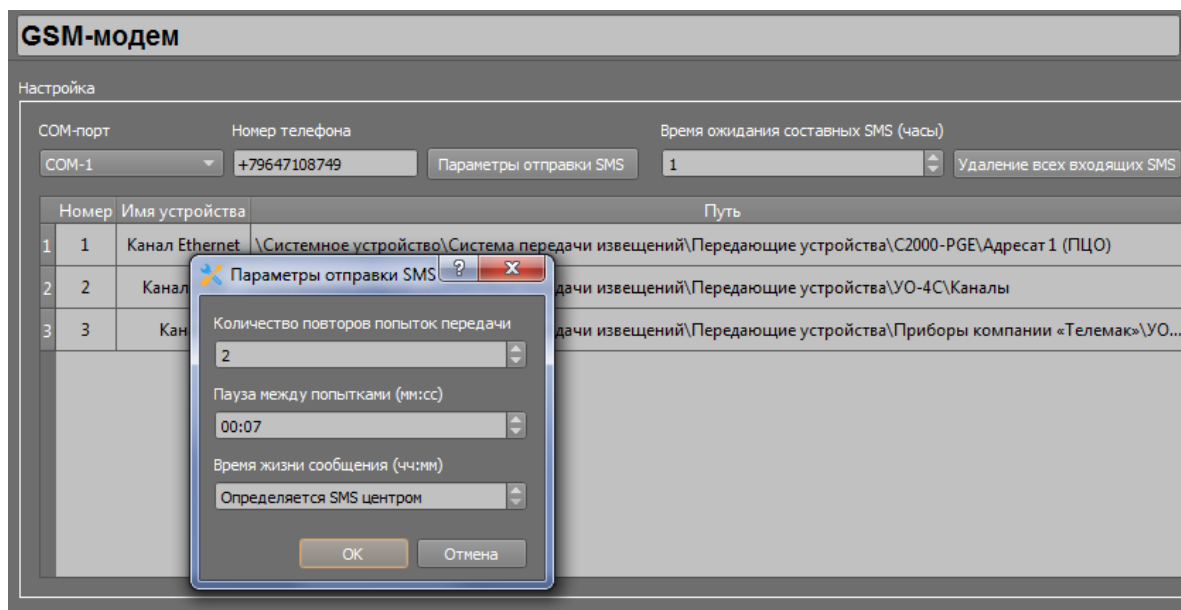 GSM-модем
Настройка
COM-порт Номер телефона Время ожидания составных SMS (часы)
COM-1 +79647108749 Параметры отправки SMS 1 Удаление всех входящих SMS
Номер Имя устройства Путь
1 1 Канал Ethernet \Системное устройство\Система передачи извещений\Передающие устройства\С2000-PGE\Адресат 1 (ПЦО)
2 2 Канал дачи извещений\Передающие устройства\УО-4С\Каналы
3 3 Кан дачи извещений\Передающие устройства\Приборы компании «Телемак»\УО...
Параметры отправки SMS ?
Количество повторов попыток передачи
2
Пауза между попытками (мм:сс)
00:07
Время жизни сообщения (чч:мм)
Определяется SMS центром
OK Отмена